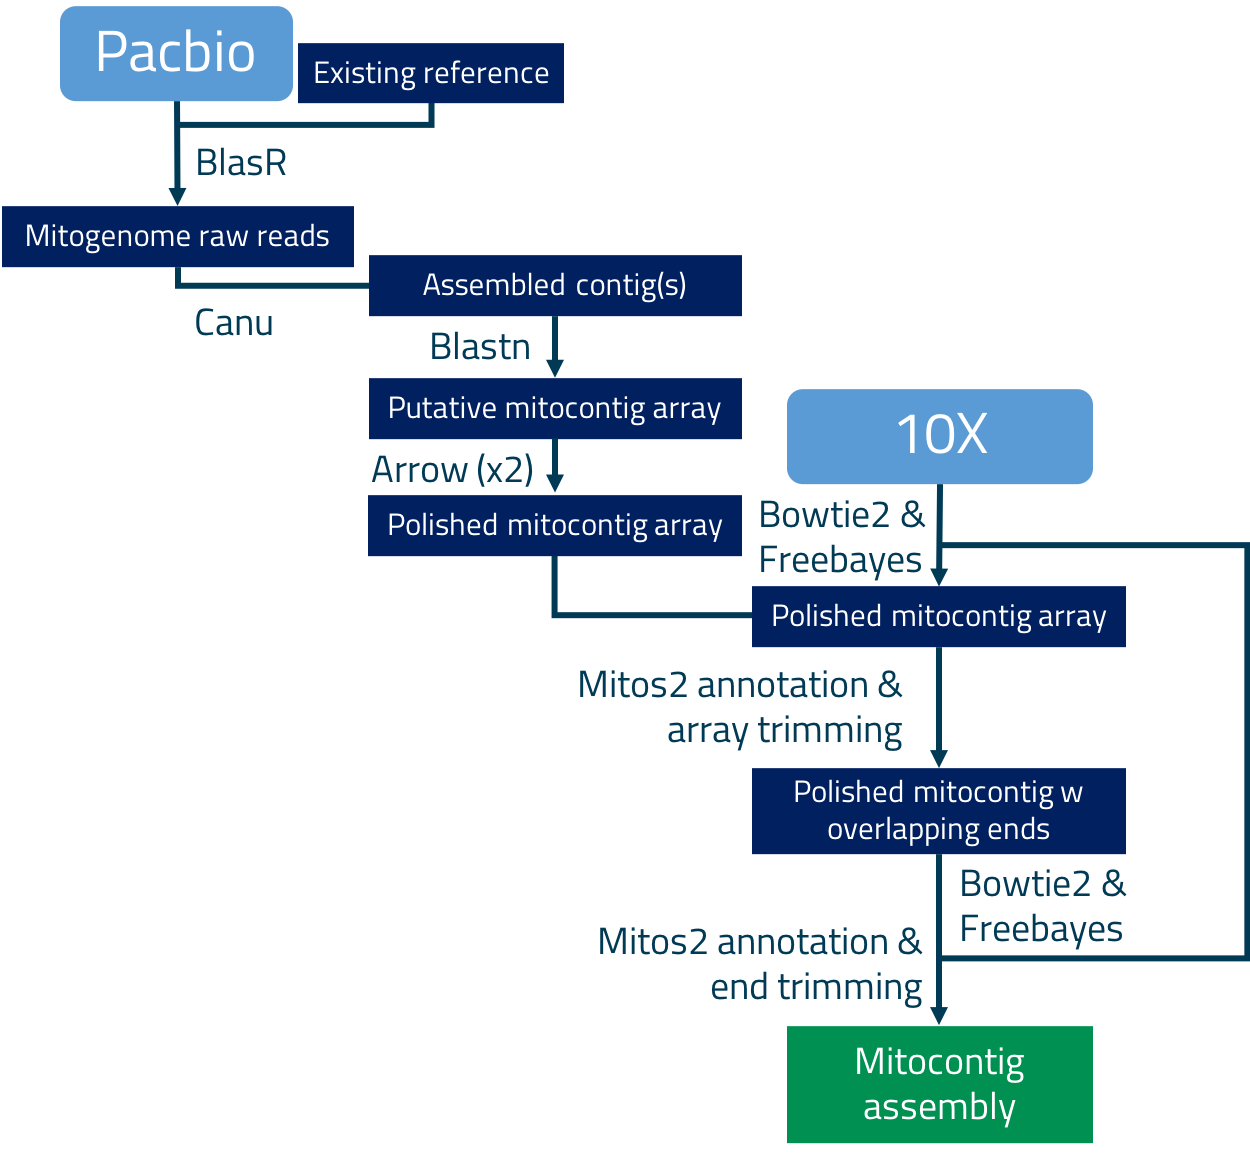 Pacbio
Existing reference
BlasR
Mitogenome raw reads
Assembled contig(s)
Canu
Blastn
Putative mitocontig array
10X
Arrow (x2)
Polished mitocontig array
Bowtie2 &
Freebayes
Polished mitocontig array
Mitos2 annotation &
array trimming
Polished mitocontig w
overlapping ends
Bowtie2 &
Freebayes
Mitos2 annotation &
end trimming
Mitocontig
assembly